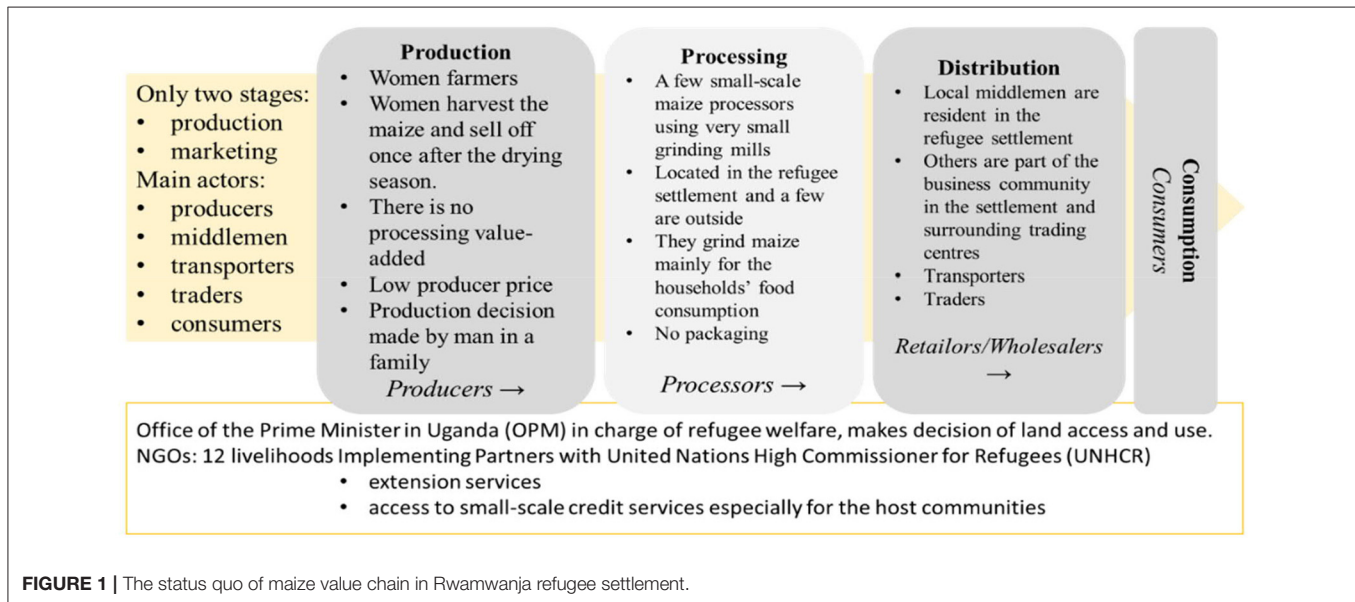 Only two stages:
• production
• marketing
Main actors:
• producers
• middlemen
• transporters
• traders
• consumers
Production
• Women farmers
• Women harvest the
maize and sell off
once after the drying
season.
• There is no
processing value-
added
• Low producer price
• Production decision
made by man in a
family
Producers →
Processing
• A few small-scale
maize processors
using very small
grinding mills
• Located in the refugee
settlement and a few
are outside
• They grind maize
mainly for the
households' food
consumption
• No packaging
Processors →
Distribution
• Local middlemen are
resident in the
refugee settlement
• Others are part of the
business community
in the settlement and
surrounding trading
centres
• Transporters
• Traders
Retailors/Wholesalers
→
Consumption
Consumers
Office of the Prime Minister in Uganda (OPM) in charge of refugee welfare, makes decision of land access and use.
NGOs: 12 livelihoods Implementing Partners with United Nations High Commissioner for Refugees (UNHCR)
• extension services
• access to small-scale credit services especially for the host communities
FIGURE 1 | The status quo of maize value chain in Rwamwanja refugee settlement.